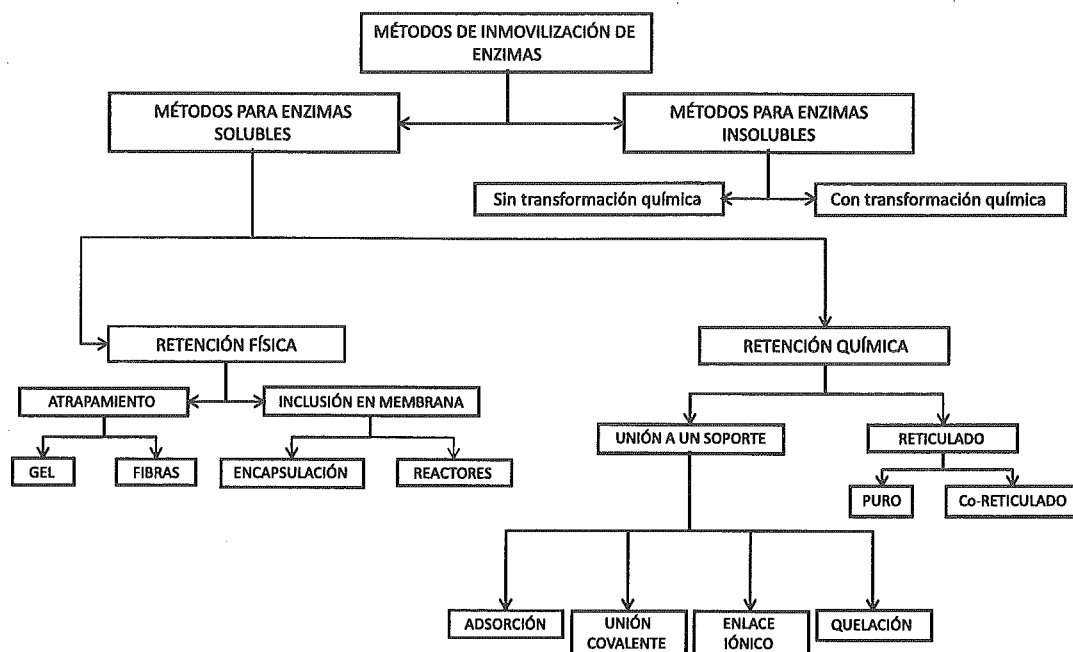 MÉTODOS DE INMOVILIZACIÓN DE
ENZIMAS
MÉTODOS PARA ENZIMAS
SOLUBLES
MÉTODOS PARA ENZIMAS
INSOLUBLES
Sin transformación química
Con transformación química
RETENCIÓN FÍSICA
RETENCIÓN QUÍMICA
ATRAPAMIENTO
INCLUSIÓN EN MEMBRANA
UNIÓN A UN SOPORTE
RETICULADO
GEL
FIBRAS
ENCAPSULACIÓN
REACTORES
PURO
Co-RETICULADO
ADSORCIÓN
UNIÓN
COVALENTE
ENLACE
IÓNICO
QUELACIÓN